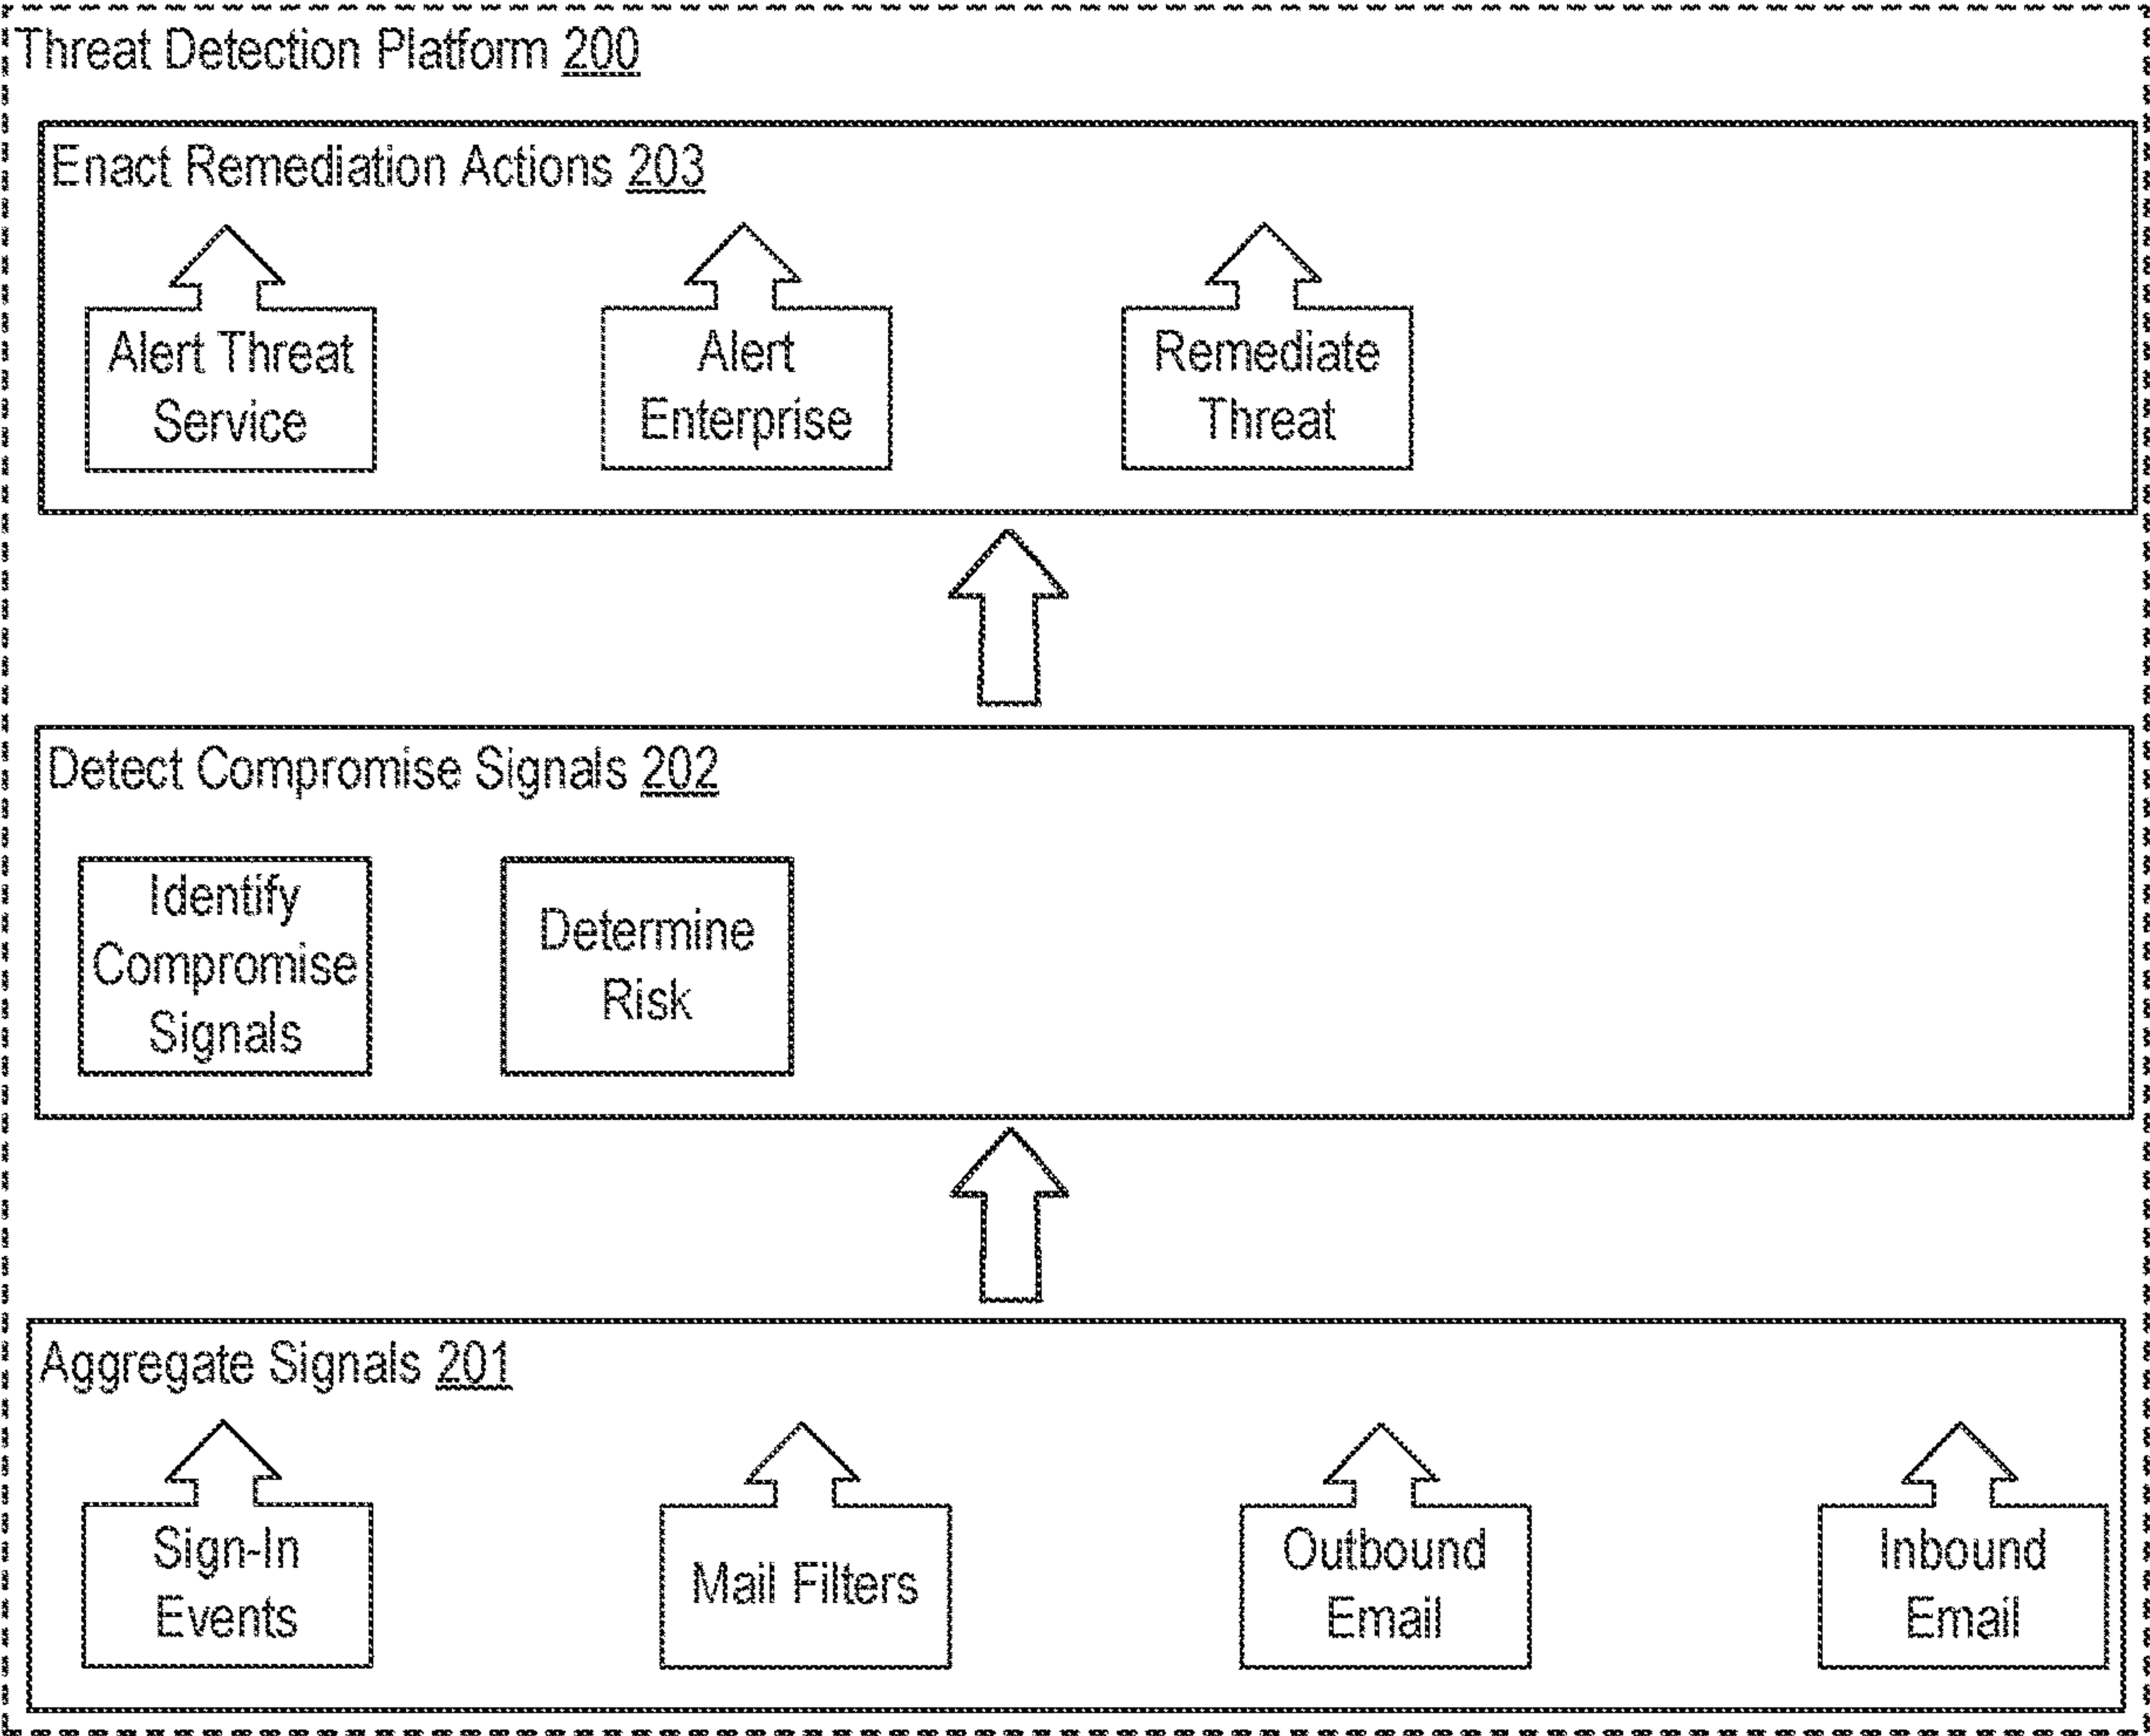 Threat Detection Platform 200
Enact Remediation Actions 203
Alert Threat
Service
Alert
Enterprise
Remediate
Threat
Detect Compromise Signals 202
Identify
Compromise
Signals
Determine
Risk
Aggregate Signals 201
Sign-In
Events
Mail Filters
Outbound
Email
Inbound
Email